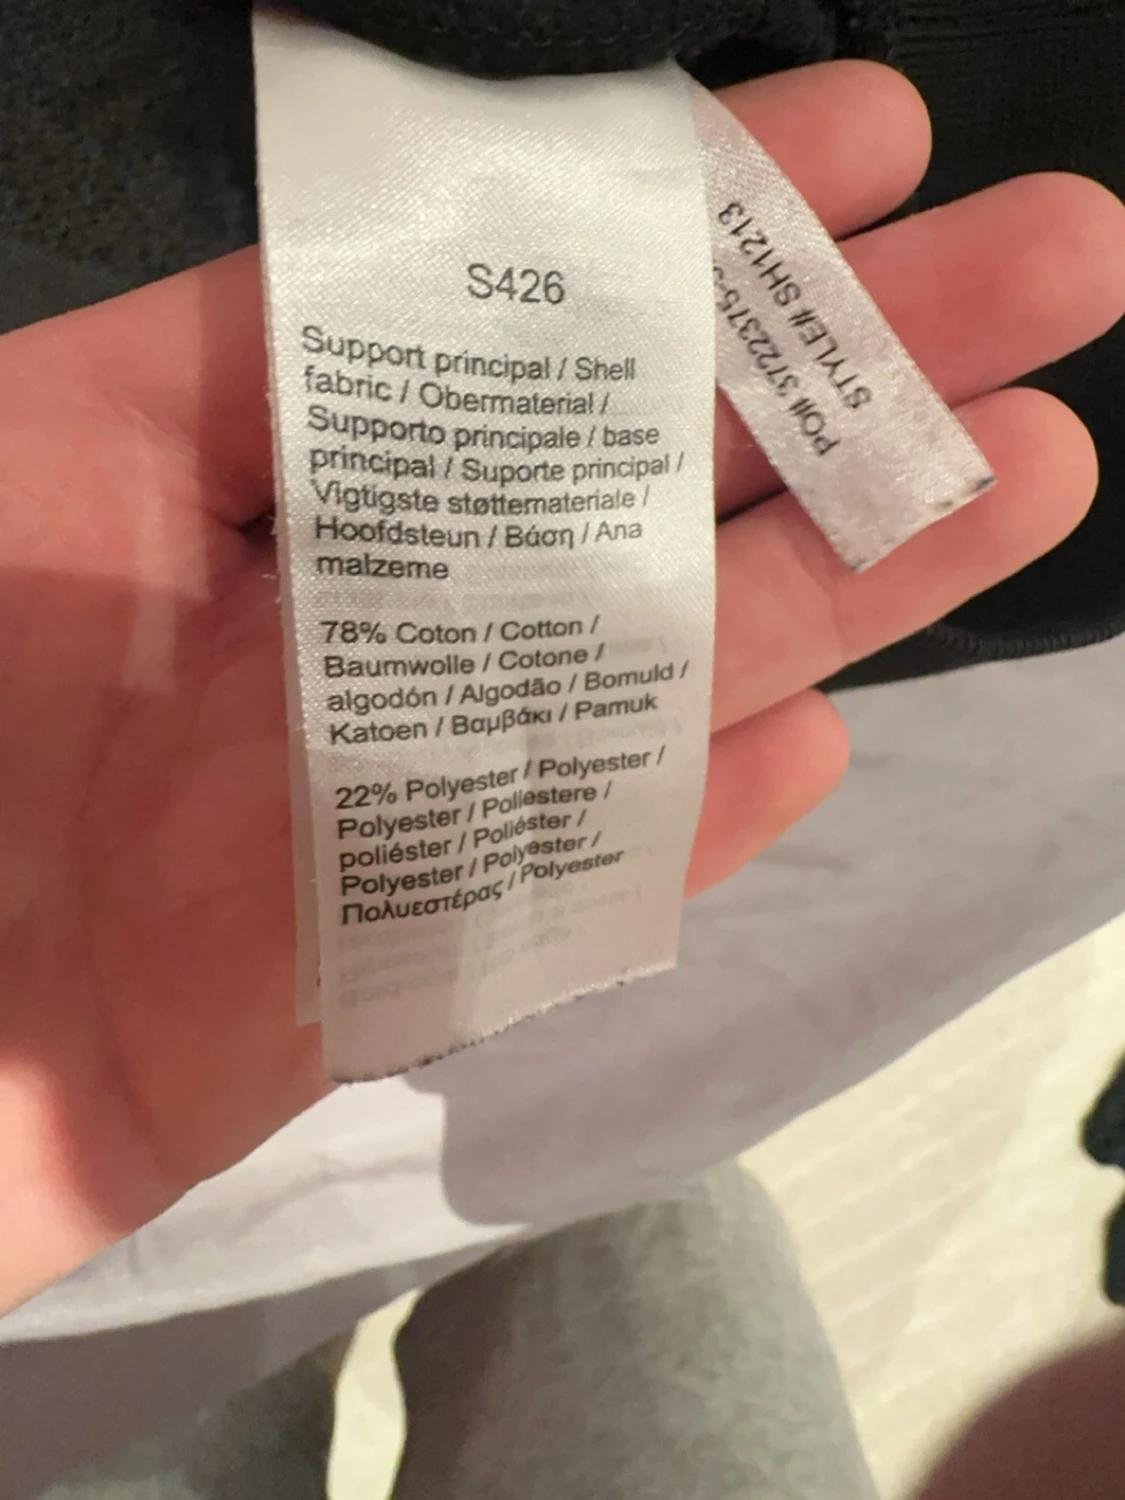 S426
Support principal / Shell
fabric / Obermaterial /
Supporto principale / base
principal / Suporte principal /
Vigtigste støttemateriale /
Hoofdsteun / Βάση / Ana
malzeme
78% Coton / Cotton /
Baumwolle / Cotone /
algodón / Algodão / Bomuld /
Katoen / Βαμβάκι / Pamuk
22% Polyester / Polyester /
Polyester / Poliestere /
poliéster / Poliéster /
Polyester / Polyester /
Πολυεστέρας / Polyester
PO#
STYLE# SH1213